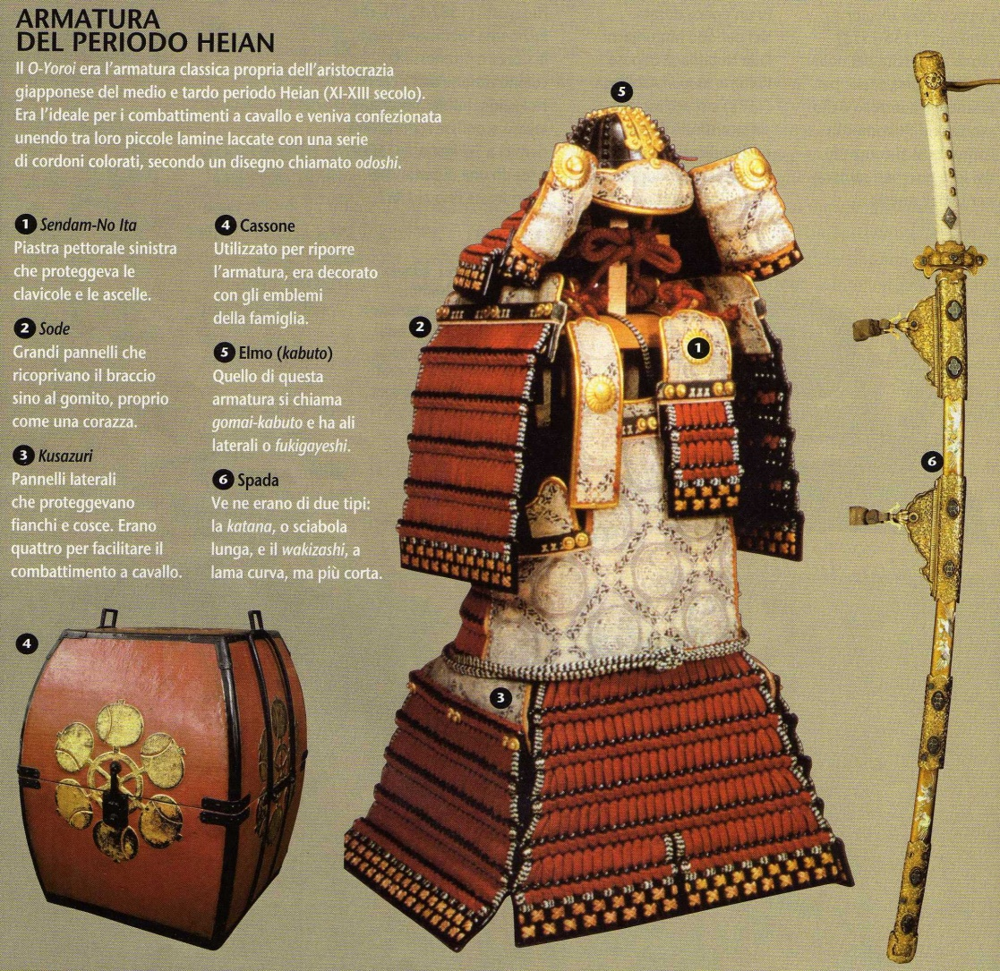 ARMATURA
DEL PERIODO HEIAN
Il O-Yoroi era l'armatura classica propria dell'aristocrazia
giapponese del medio e tardo periodo Heian (XI-XIII secolo).
Era l'ideale per i combattimenti a cavallo e veniva confezionata
unendo tra loro piccole lamine laccate con una serie
di cordoni colorati, secondo un disegno chiamato odoshi.
1 Sendam-No Ita
Piastra pettorale sinistra
che proteggeva le
clavicole e le ascelle.
2 Sode
Grandi pannelli che
ricoprivano il braccio
sino al gomito, proprio
come una corazza.
3 Kusazuri
Pannelli laterali
che proteggevano
fianchi e cosce. Erano
quattro per facilitare il
combattimento a cavallo.
4 Cassone
Utilizzato per riporre
l'armatura, era decorato
con gli emblemi
della famiglia.
5 Elmo (kabuto)
Quello di questa
armatura si chiama
gomai-kabuto e ha ali
laterali o fukigayeshi.
6 Spada
Ve ne erano di due tipi:
la katana, o sciabola
lunga, e il wakizashi, a
lama curva, ma più corta.
5
2
1
6
3
4